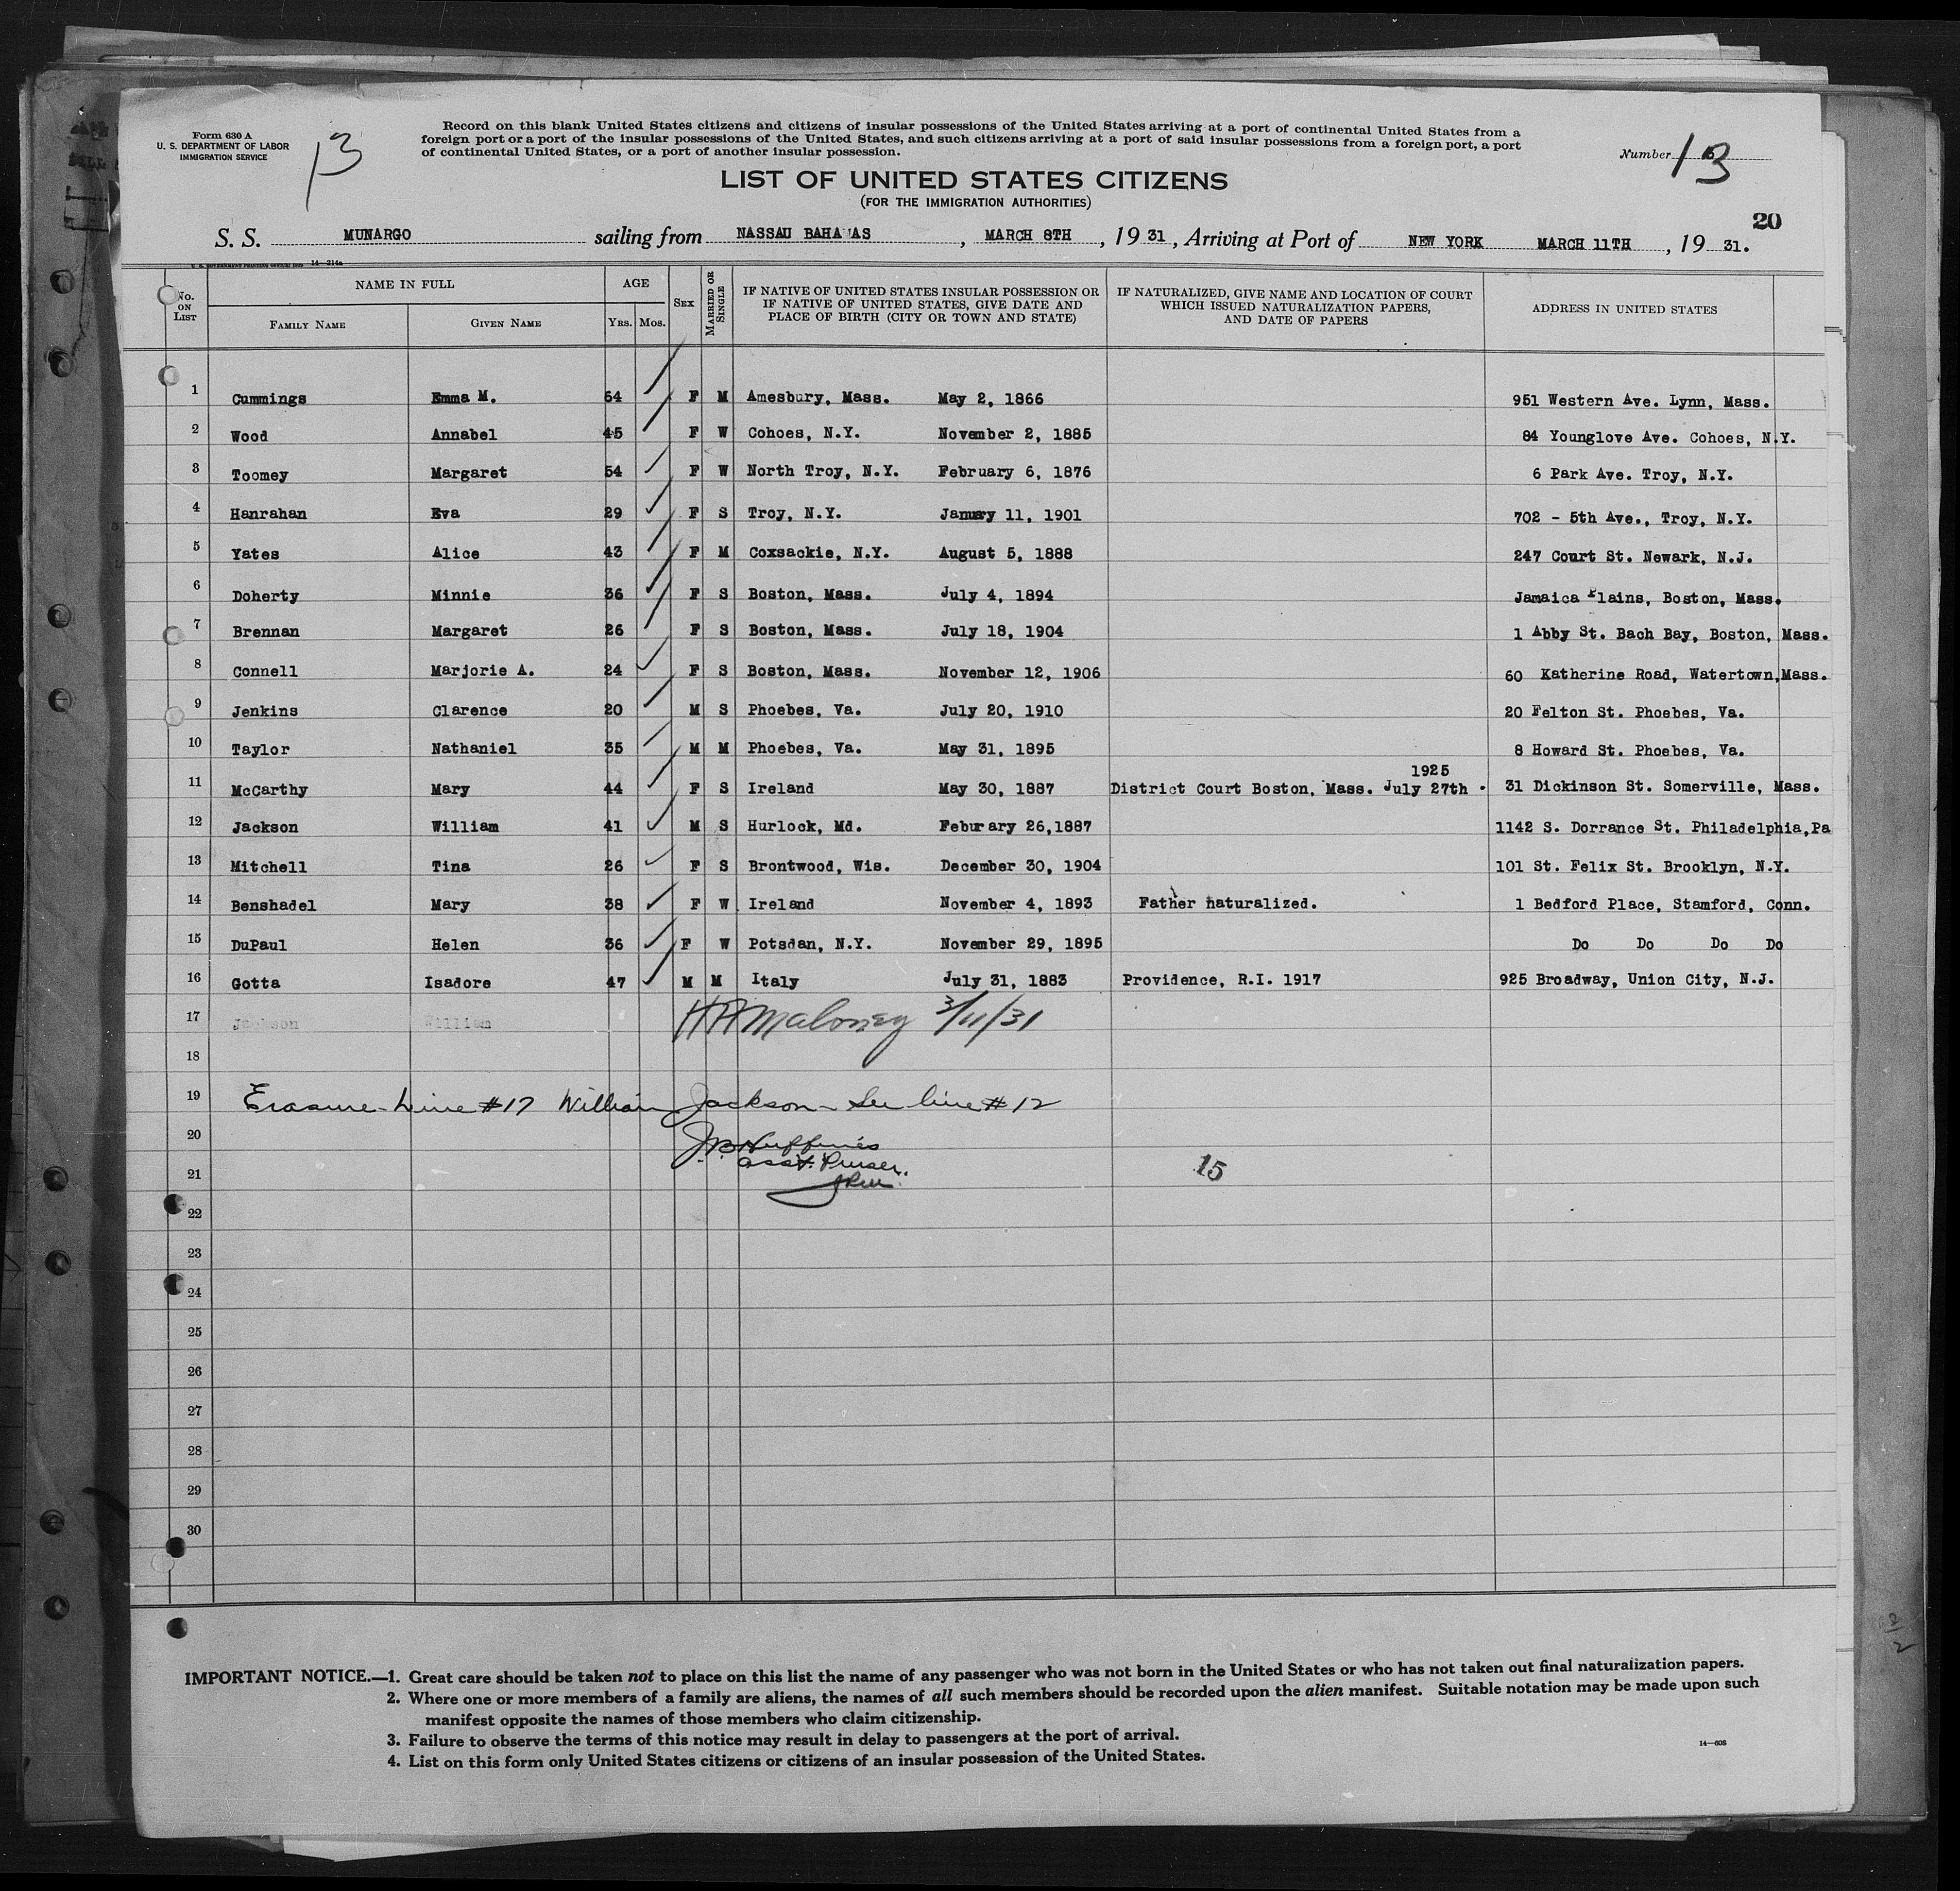 Form 630 A
U. S. DEPARTMENT OF LABOR
IMMIGRATION SERVICE
13
Record on this blank United States citizens and citizens of insular possessions of the United States arriving at a port of continental United States from a
foreign port or a port of the insular possessions of the United States, and such citizens arriving at a port of said insular possessions from a foreign port, a port
of continental United States, or a port of another insular possession.
Number 13
LIST OF UNITED STATES CITIZENS
(FOR THE IMMIGRATION AUTHORITIES)
20
S. S. MUNARGO sailing from NASSAU BAHAMAS, MARCH 8TH, 1931, Arriving at Port of NEW YORK MARCH 11TH, 1931.
14—214a
No. ON LIST NAME IN FULL AGE SEX MARRIED OR SINGLE IF NATIVE OF UNITED STATES INSULAR POSSESSION OR IF NATIVE OF UNITED STATES, GIVE DATE AND PLACE OF BIRTH (CITY OR TOWN AND STATE) IF NATURALIZED, GIVE NAME AND LOCATION OF COURT WHICH ISSUED NATURALIZATION PAPERS, AND DATE OF PAPERS ADDRESS IN UNITED STATES
FAMILY NAME GIVEN NAME YRS. MOS.
1 Cummings Emma M. 64 F M Amesbury, Mass. May 2, 1866 951 Western Ave. Lynn, Mass.
2 Wood Annabel 45 F W Cohoes, N.Y. November 2, 1885 84 Younglove Ave. Cohoes, N.Y.
3 Toomey Margaret 54 F W North Troy, N.Y. February 6, 1876 6 Park Ave. Troy, N.Y.
4 Hanrahan Eva 29 F S Troy, N.Y. January 11, 1901 702 - 5th Ave., Troy, N.Y.
5 Yates Alice 43 F M Coxsackie, N.Y. August 5, 1888 247 Court St. Newark, N.J.
6 Doherty Minnie 36 F S Boston, Mass. July 4, 1894 Jamaica Plains, Boston, Mass.
7 Brennan Margaret 26 F S Boston, Mass. July 18, 1904 1 Abby St. Bach Bay, Boston, Mass.
8 Connell Marjorie A. 24 F S Boston, Mass. November 12, 1906 60 Katherine Road, Watertown,Mass.
9 Jenkins Clarence 20 M S Phoebes, Va. July 20, 1910 20 Felton St. Phoebes, Va.
10 Taylor Nathaniel 35 M M Phoebes, Va. May 31, 1895 8 Howard St. Phoebes, Va.
1925
11 McCarthy Mary 44 F S Ireland May 30, 1887 District Court Boston, Mass. July 27th . 31 Dickinson St. Somerville, Mass.
12 Jackson William 41 M S Hurlock, Md. Feburary 26,1887 1142 S. Dorrance St. Philadelphia,Pa
13 Mitchell Tina 26 F S Brontwood, Wis. December 30, 1904 101 St. Felix St. Brooklyn, N.Y.
14 Benshadel Mary 38 F W Ireland November 4, 1893 Father naturalized. 1 Bedford Place, Stamford, Conn.
15 DuPaul Helen 36 F W Potsdan, N.Y. November 29, 1895 Do Do Do Do
16 Gotta Isadore 47 M M Italy July 31, 1883 Providence, R.I. 1917 925 Broadway, Union City, N.J.
17 Jackson William Maloney 3/11/31
18
19 Erasure - Line #17 William Jackson - See line #12
20 J.B. Huffines
Asst. Purser.
21 15
22
23
24
25
26
27
28
29
30
IMPORTANT NOTICE.—1. Great care should be taken not to place on this list the name of any passenger who was not born in the United States or who has not taken out final naturalization papers.
2. Where one or more members of a family are aliens, the names of all such members should be recorded upon the alien manifest. Suitable notation may be made upon such
manifest opposite the names of those members who claim citizenship.
3. Failure to observe the terms of this notice may result in delay to passengers at the port of arrival.
4. List on this form only United States citizens or citizens of an insular possession of the United States.
14—608